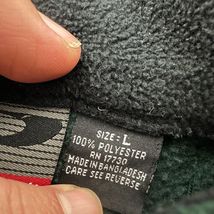 SIZE: L
100% POLYESTER
RN 17730
MADE IN BANGLADESH
CARE SEE REVERSE